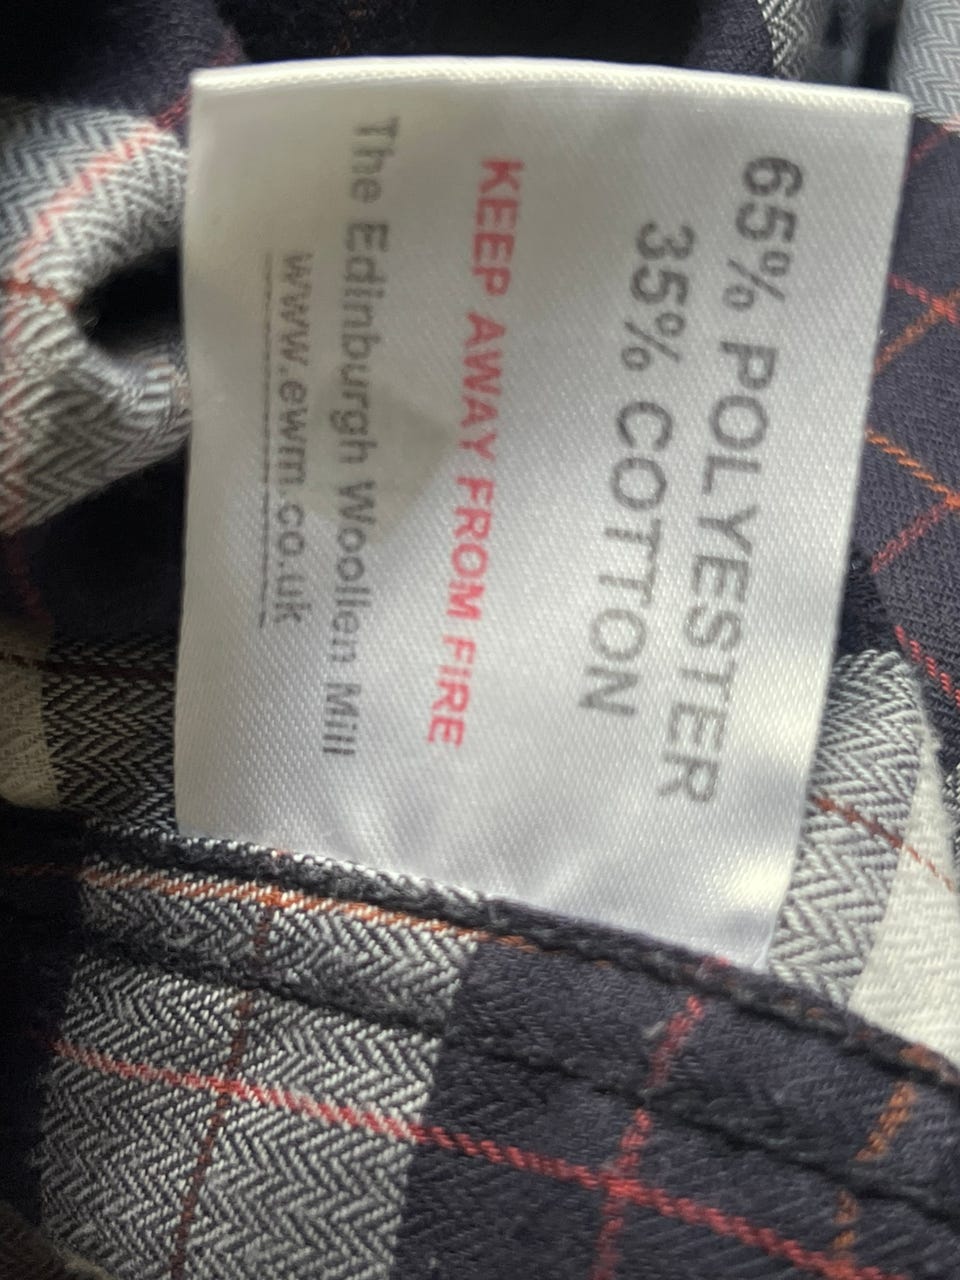 65% POLYESTER
35% COTTON
KEEP AWAY FROM FIRE
The Edinburgh Woollen Mill
www.ewm.co.uk